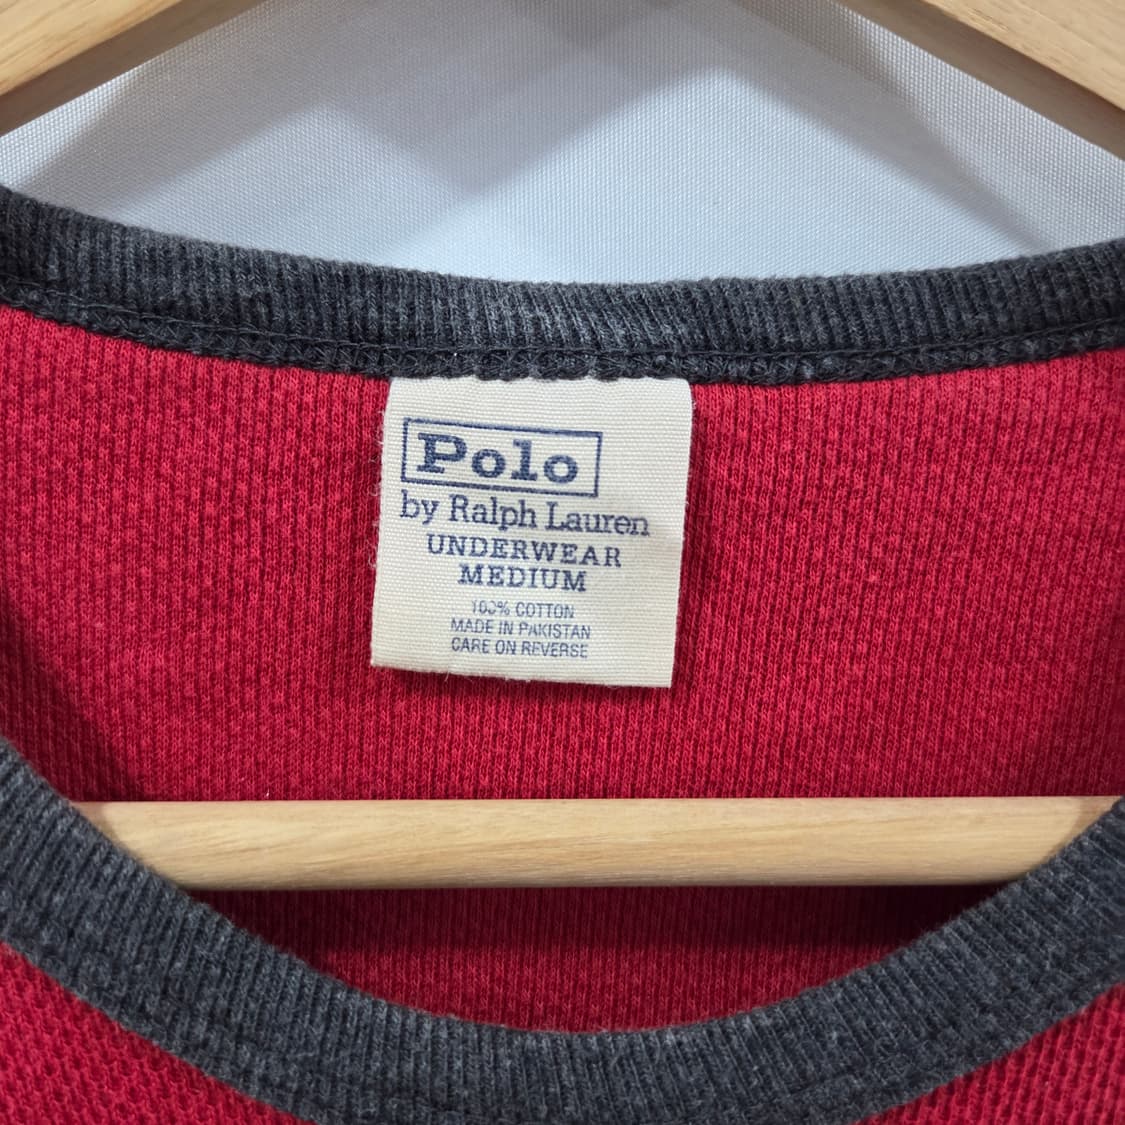 Polo
by Ralph Lauren
UNDERWEAR
MEDIUM
100% COTTON
MADE IN PAKISTAN
CARE ON REVERSE